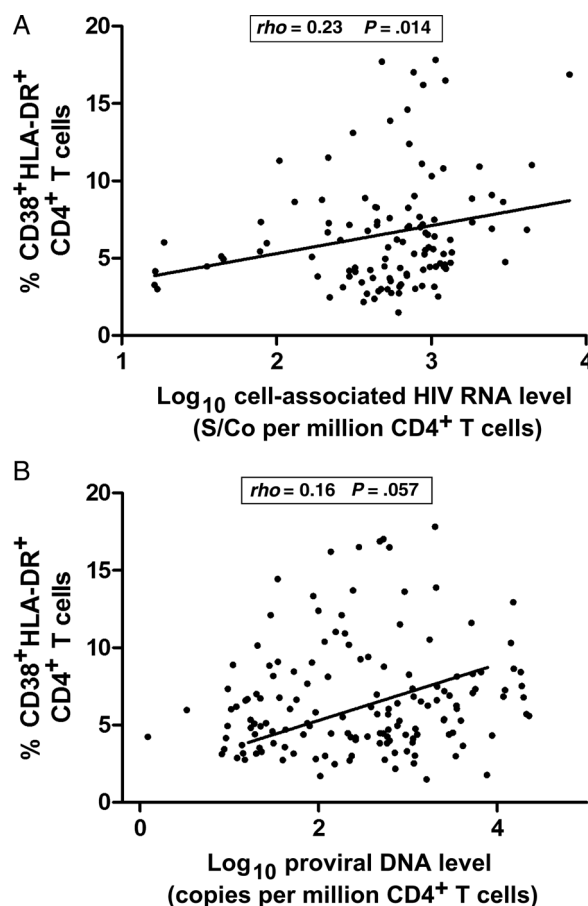 A
rho = 0.23 P = .014
% CD38+HLA-DR+
CD4+ T cells
20
15
10
5
0
1 2 3 4
Log10 cell-associated HIV RNA level
(S/Co per million CD4+ T cells)
B
rho = 0.16 P = .057
% CD38+HLA-DR+
CD4+ T cells
20
15
10
5
0
0 2 4
Log10 proviral DNA level
(copies per million CD4+ T cells)